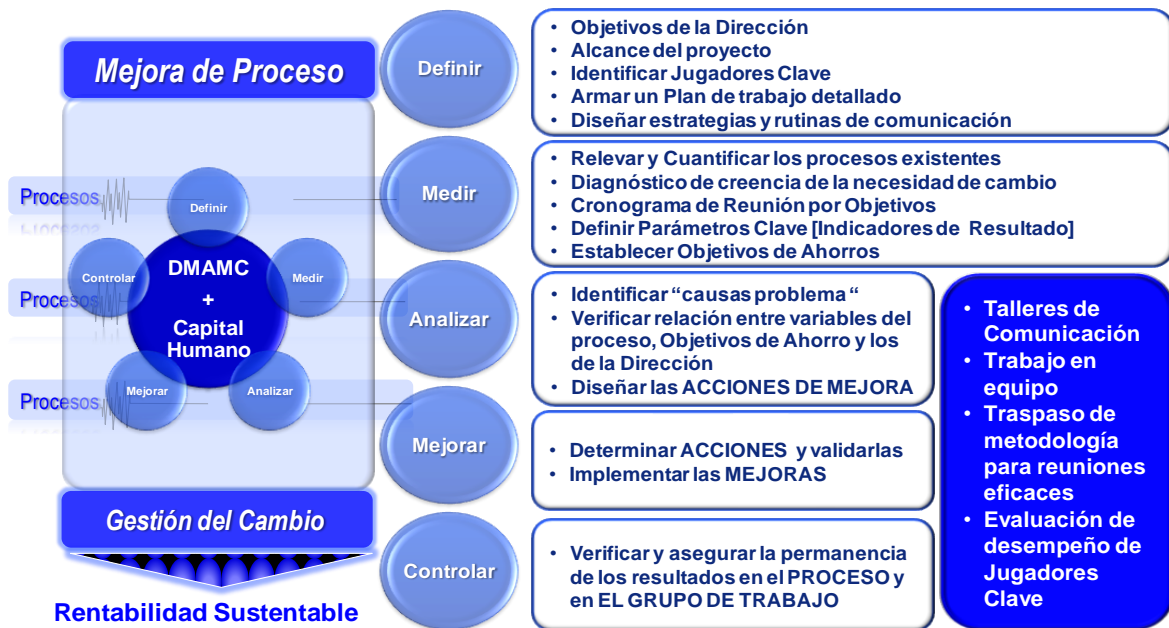 Mejora de Proceso
Procesos
Procesos
Procesos
Definir
Controlar
Medir
DMAMC
+
Capital
Humano
Mejorar
Analizar
Gestión del Cambio
Rentabilidad Sustentable
Definir
• Objetivos de la Dirección
• Alcance del proyecto
• Identificar Jugadores Clave
• Armar un Plan de trabajo detallado
• Diseñar estrategias y rutinas de comunicación
Medir
• Relevar y Cuantificar los procesos existentes
• Diagnóstico de creencia de la necesidad de cambio
• Cronograma de Reunión por Objetivos
• Definir Parámetros Clave [Indicadores de Resultado]
• Establecer Objetivos de Ahorros
Analizar
• Identificar “causas problema “
• Verificar relación entre variables del
proceso, Objetivos de Ahorro y los
de la Dirección
• Diseñar las ACCIONES DE MEJORA
Mejorar
• Determinar ACCIONES y validarlas
• Implementar las MEJORAS
Controlar
• Verificar y asegurar la permanencia
de los resultados en el PROCESO y
en EL GRUPO DE TRABAJO
• Talleres de
Comunicación
• Trabajo en
equipo
• Traspaso de
metodología
para reuniones
eficaces
• Evaluación de
desempeño de
Jugadores
Clave